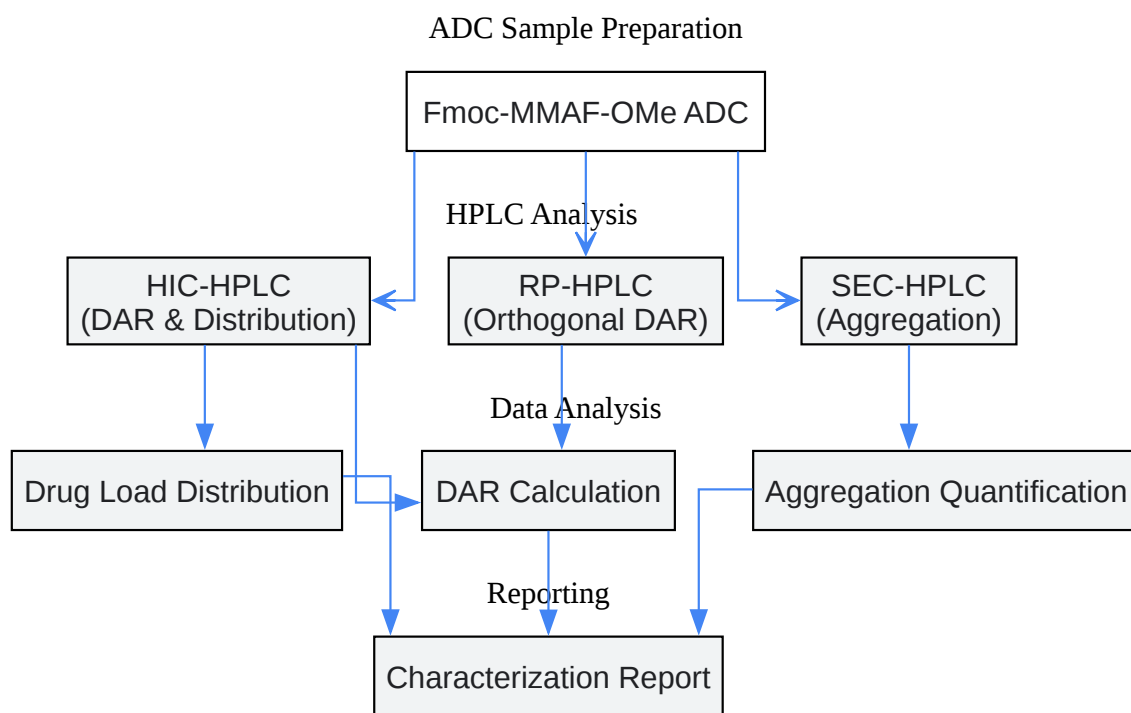 ADC Sample Preparation
Fmoc-MMAF-OMe ADC
HPLC Analysis
HIC-HPLC
(DAR & Distribution)
RP-HPLC
(Orthogonal DAR)
SEC-HPLC
(Aggregation)
Data Analysis
Drug Load Distribution
DAR Calculation
Aggregation Quantification
Reporting
Characterization Report